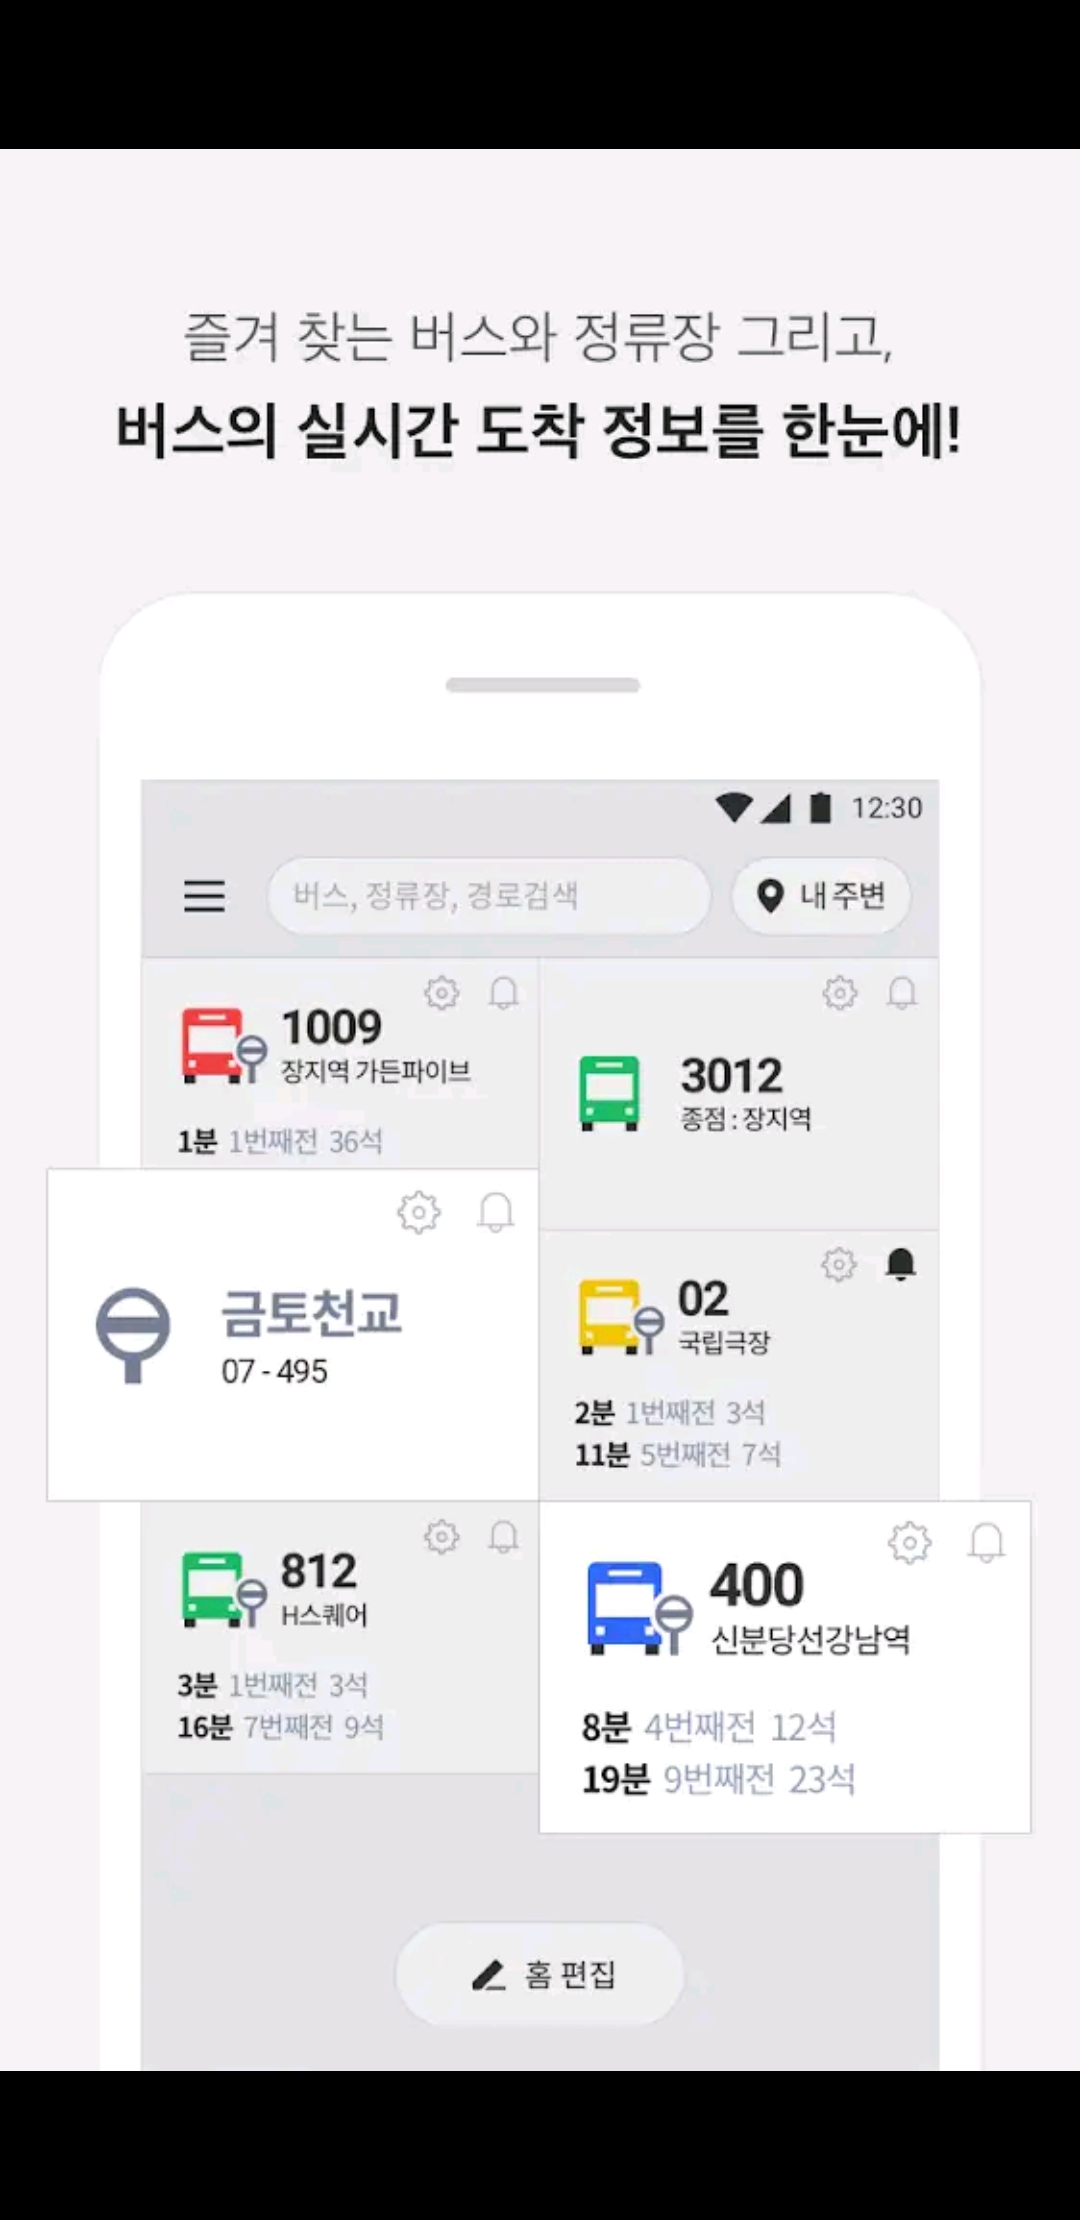 즐겨 찾는 버스와 정류장 그리고,
버스의 실시간 도착 정보를 한눈에!
12:30
버스, 정류장, 경로검색
내 주변
1009
장지역 가든파이브
1분 1번째전 36석
3012
종점 : 장지역
금토천교
07 - 495
02
국립극장
2분 1번째전 3석
11분 5번째전 7석
812
H스퀘어
3분 1번째전 3석
16분 7번째전 9석
400
신분당선강남역
8분 4번째전 12석
19분 9번째전 23석
홈 편집